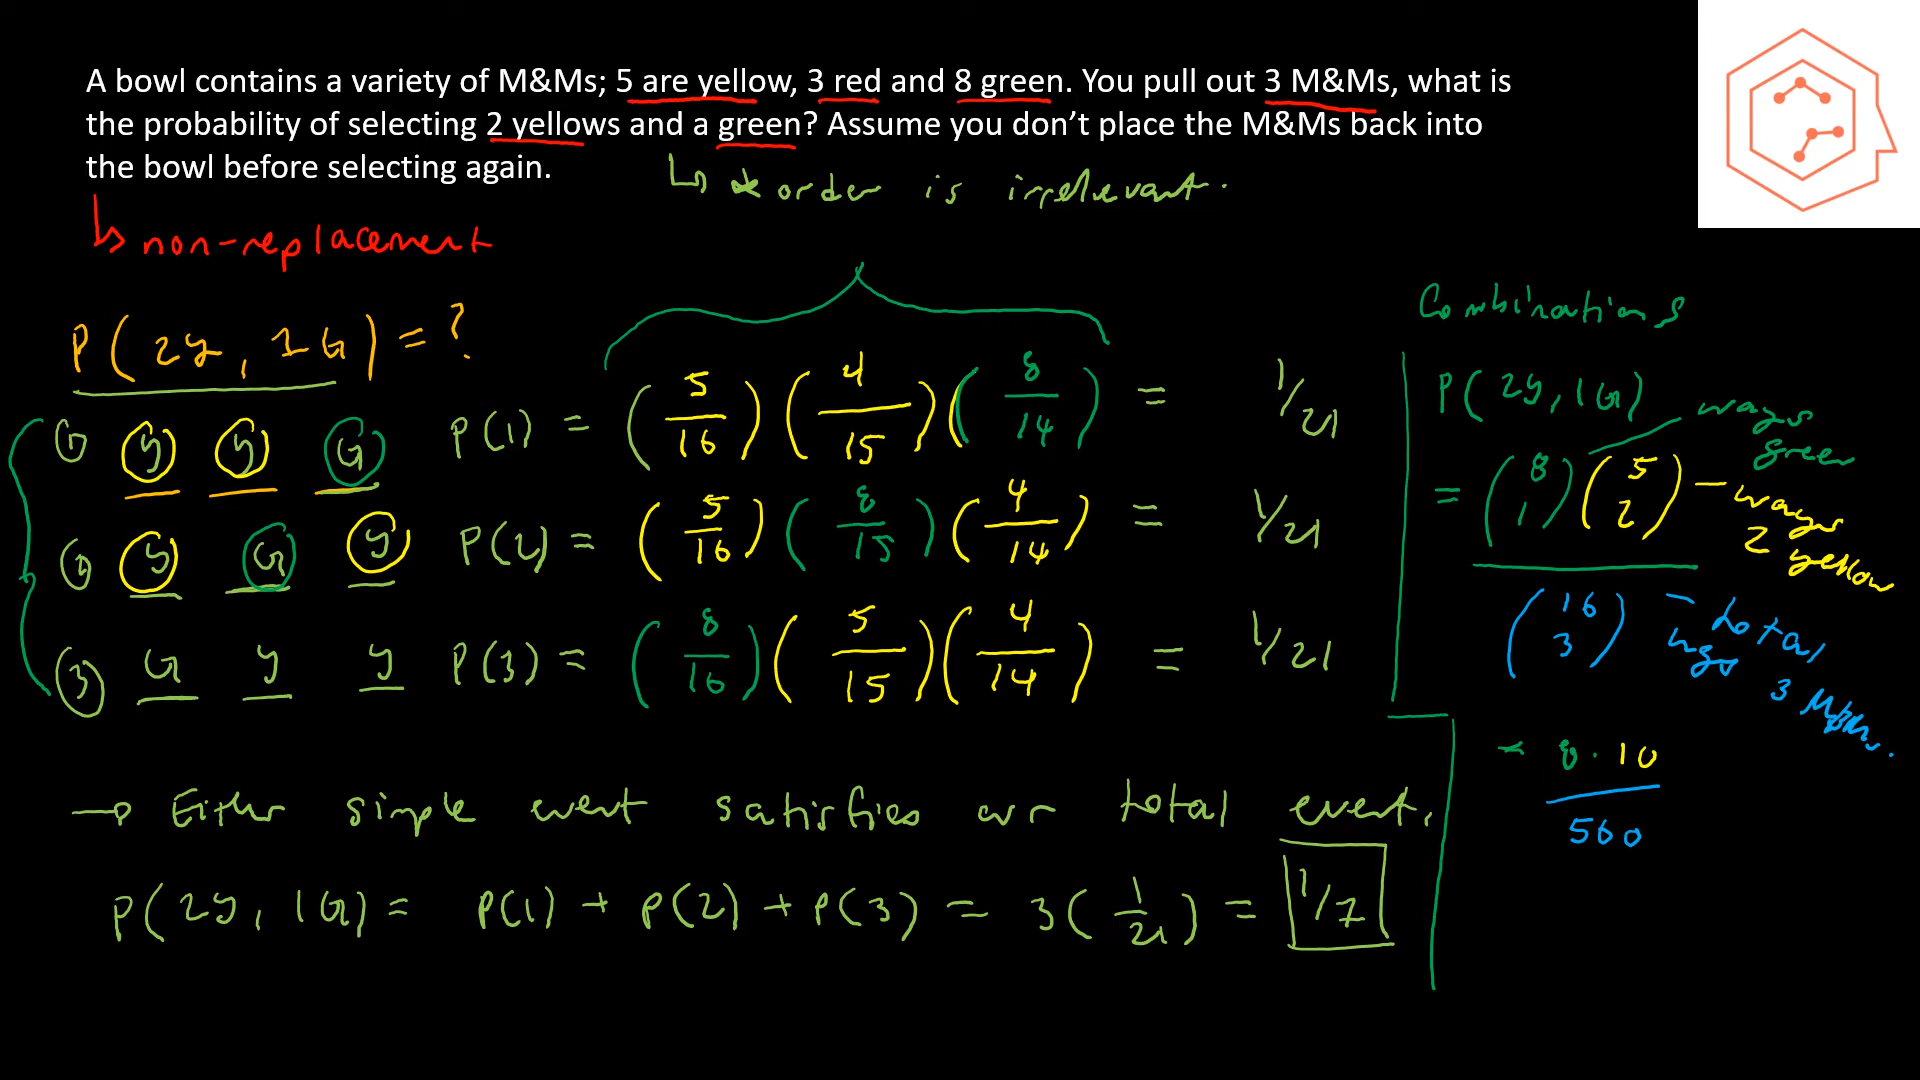 A bowl contains a variety of M&Ms; 5 are yellow, 3 red and 8 green. You pull out 3 M&Ms, what is
the probability of selecting 2 yellows and a green? Assume you don’t place the M&Ms back into
the bowl before selecting again.
↳ * order is irrelevant.
↳ non-replacement
P(2y, 1G) = ?
① y y G P(1) = (5/16)(4/15)(8/14) = 1/21
② y G y P(2) = (5/16)(8/15)(4/14) = 1/21
③ G y y P(3) = (8/16)(5/15)(4/14) = 1/21
→ Either simple event satisfies our total event.
P(2y, 1G) = P(1) + P(2) + P(3) = 3(1/21) = 1/7
Combinations
P(2y, 1G)
ways
green
= (8 1)(5 2) – ways
2 yellow
(16 3) – total
3 M&Ms.
8 · 10
560